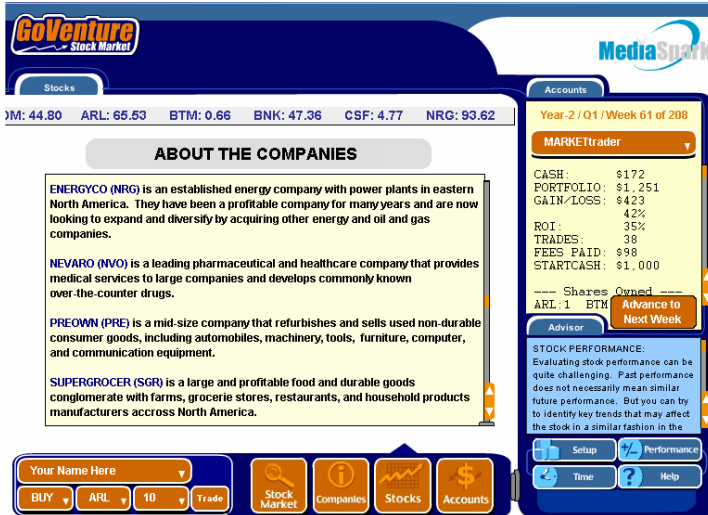 GoVenture
Stock Market
MediaSpark
Stocks
Accounts
DM: 44.80 ARL: 65.53 BTM: 0.66 BNK: 47.36 CSF: 4.77 NRG: 93.62
Year-2 / Q1 / Week 61 of 208
MARKETtrader
ABOUT THE COMPANIES
ENERGYCO (NRG) is an established energy company with power plants in eastern
North America. They have been a profitable company for many years and are now
looking to expand and diversify by acquiring other energy and oil and gas
companies.
NEVARO (NVO) is a leading pharmaceutical and healthcare company that provides
medical services to large companies and develops commonly known
over-the-counter drugs.
PREOWN (PRE) is a mid-size company that refurbishes and sells used non-durable
consumer goods, including automobiles, machinery, tools, furniture, computer,
and communication equipment.
SUPERGROCER (SGR) is a large and profitable food and durable goods
conglomerate with farms, grocerie stores, restaurants, and household products
manufacturers accross North America.
CASH: $172
PORTFOLIO: $1,251
GAIN/LOSS: $423
42%
ROI: 35%
TRADES: 38
FEES PAID: $98
STARTCASH: $1,000
--- Shares Owned ---
ARL:1 BTM
Advance to
Next Week
Advisor
STOCK PERFORMANCE:
Evaluating stock performance can be
quite challenging. Past performance
does not necessarily mean similar
future performance. But you can try
to identify key trends that may affect
the stock in a similar fashion in the
Setup
+/- Performance
Time
? Help
Your Name Here
BUY ARL 10 Trade
Stock
Market
Companies
Stocks
Accounts